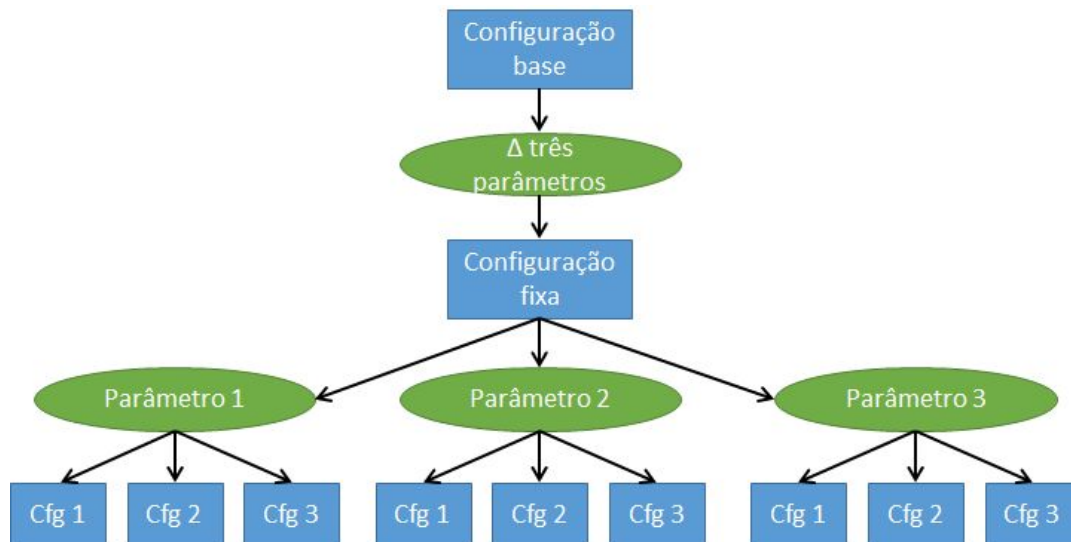 Configuração
base
Δ três
parâmetros
Configuração
fixa
Parâmetro 1
Parâmetro 2
Parâmetro 3
Cfg 1
Cfg 2
Cfg 3
Cfg 1
Cfg 2
Cfg 3
Cfg 1
Cfg 2
Cfg 3